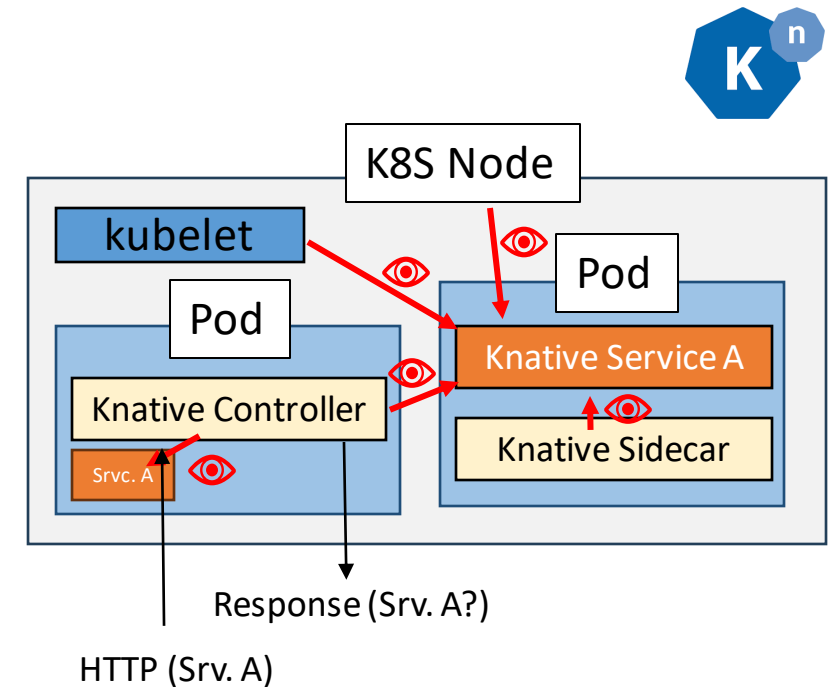 K
n
K8S Node
kubelet
Pod
Pod
Knative Service A
Knative Controller
Knative Sidecar
Srvc. A
Response (Srv. A?)
HTTP (Srv. A)